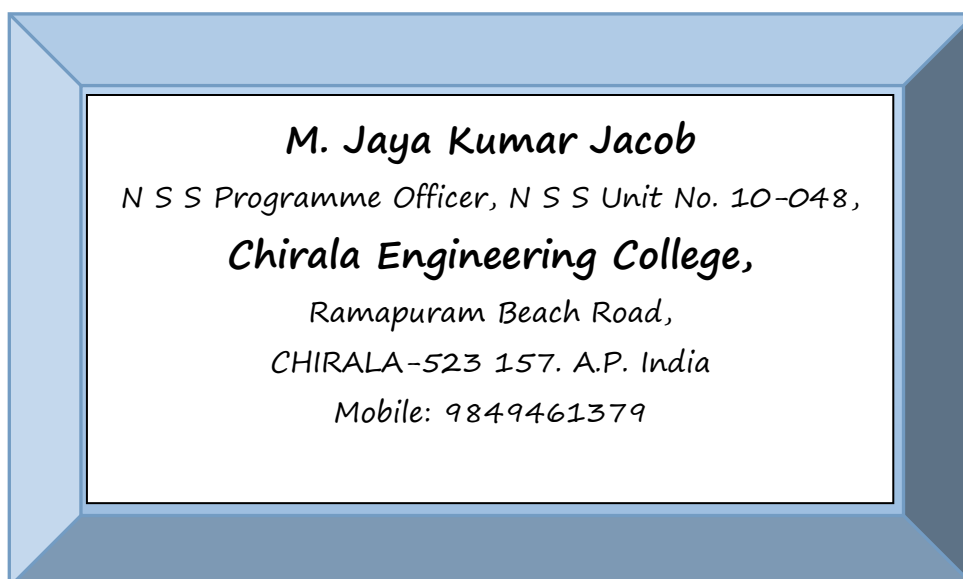 M. Jaya Kumar Jacob
N S S Programme Officer, N S S Unit No. 10-048,
Chirala Engineering College,
Ramapuram Beach Road,
CHIRALA-523 157. A.P. India
Mobile: 9849461379